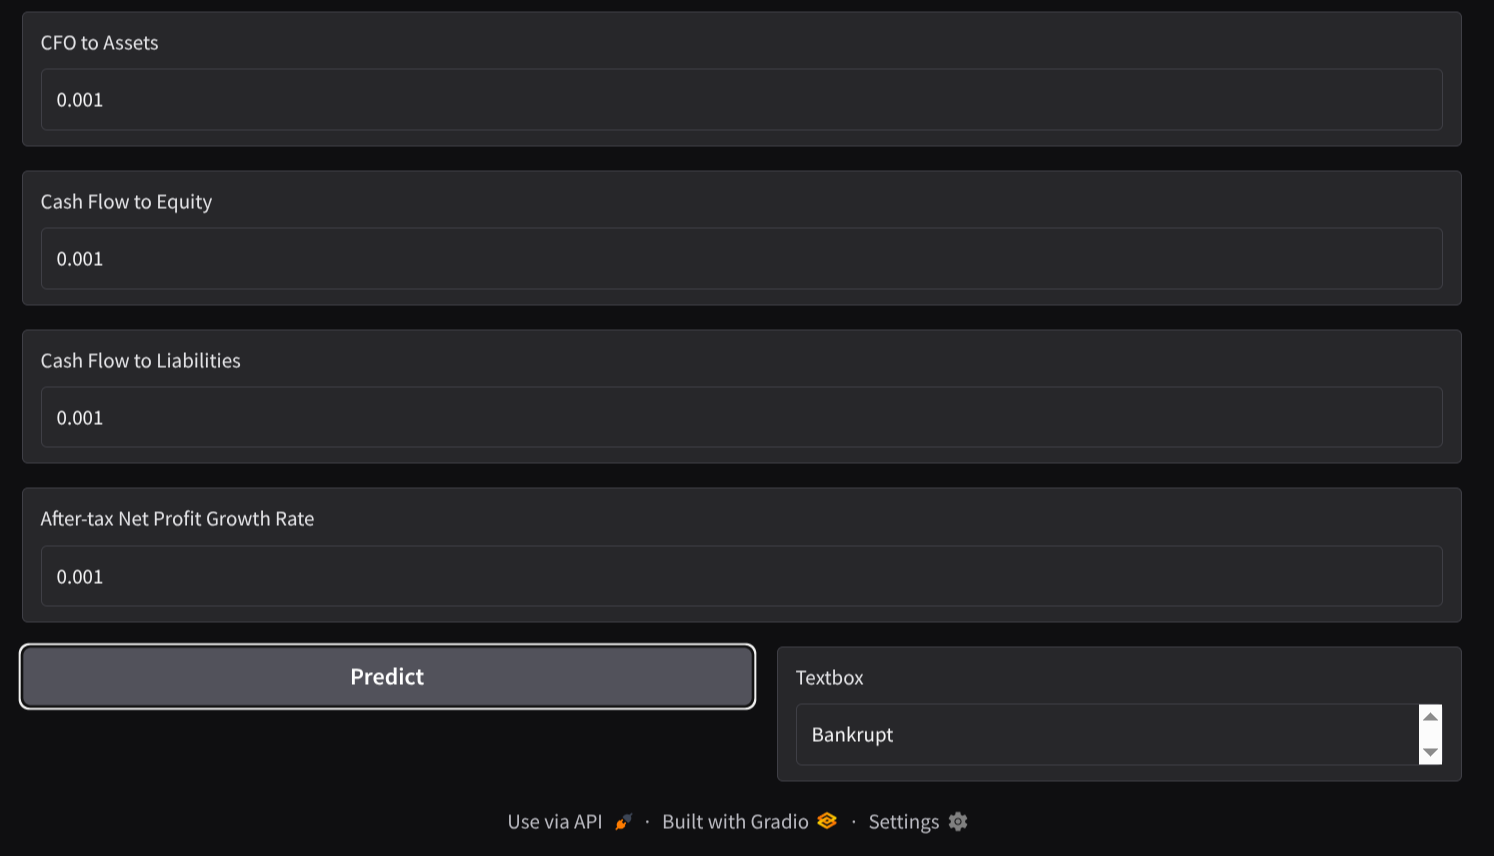 CFO to Assets
0.001
Cash Flow to Equity
0.001
Cash Flow to Liabilities
0.001
After-tax Net Profit Growth Rate
0.001
Predict
Textbox
Bankrupt
Use via API · Built with Gradio · Settings